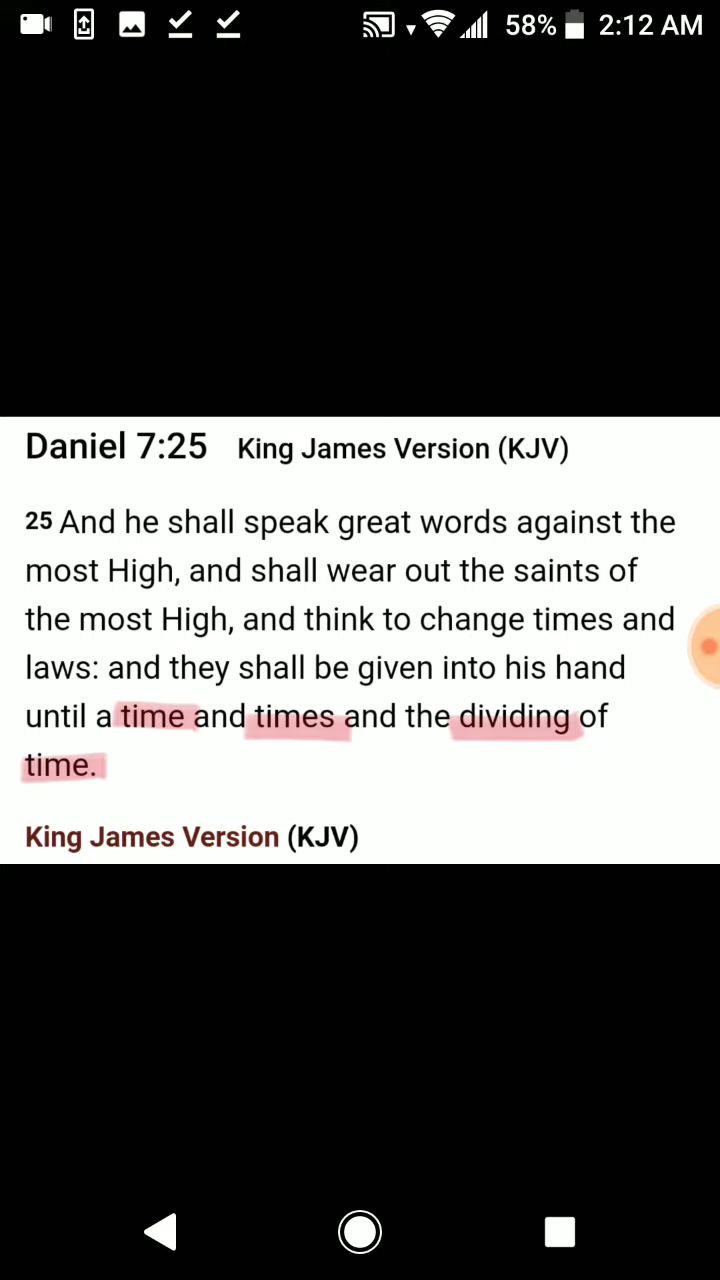 58% 2:12 AM
Daniel 7:25 King James Version (KJV)
25 And he shall speak great words against the
most High, and shall wear out the saints of
the most High, and think to change times and
laws: and they shall be given into his hand
until a time and times and the dividing of
time.
King James Version (KJV)